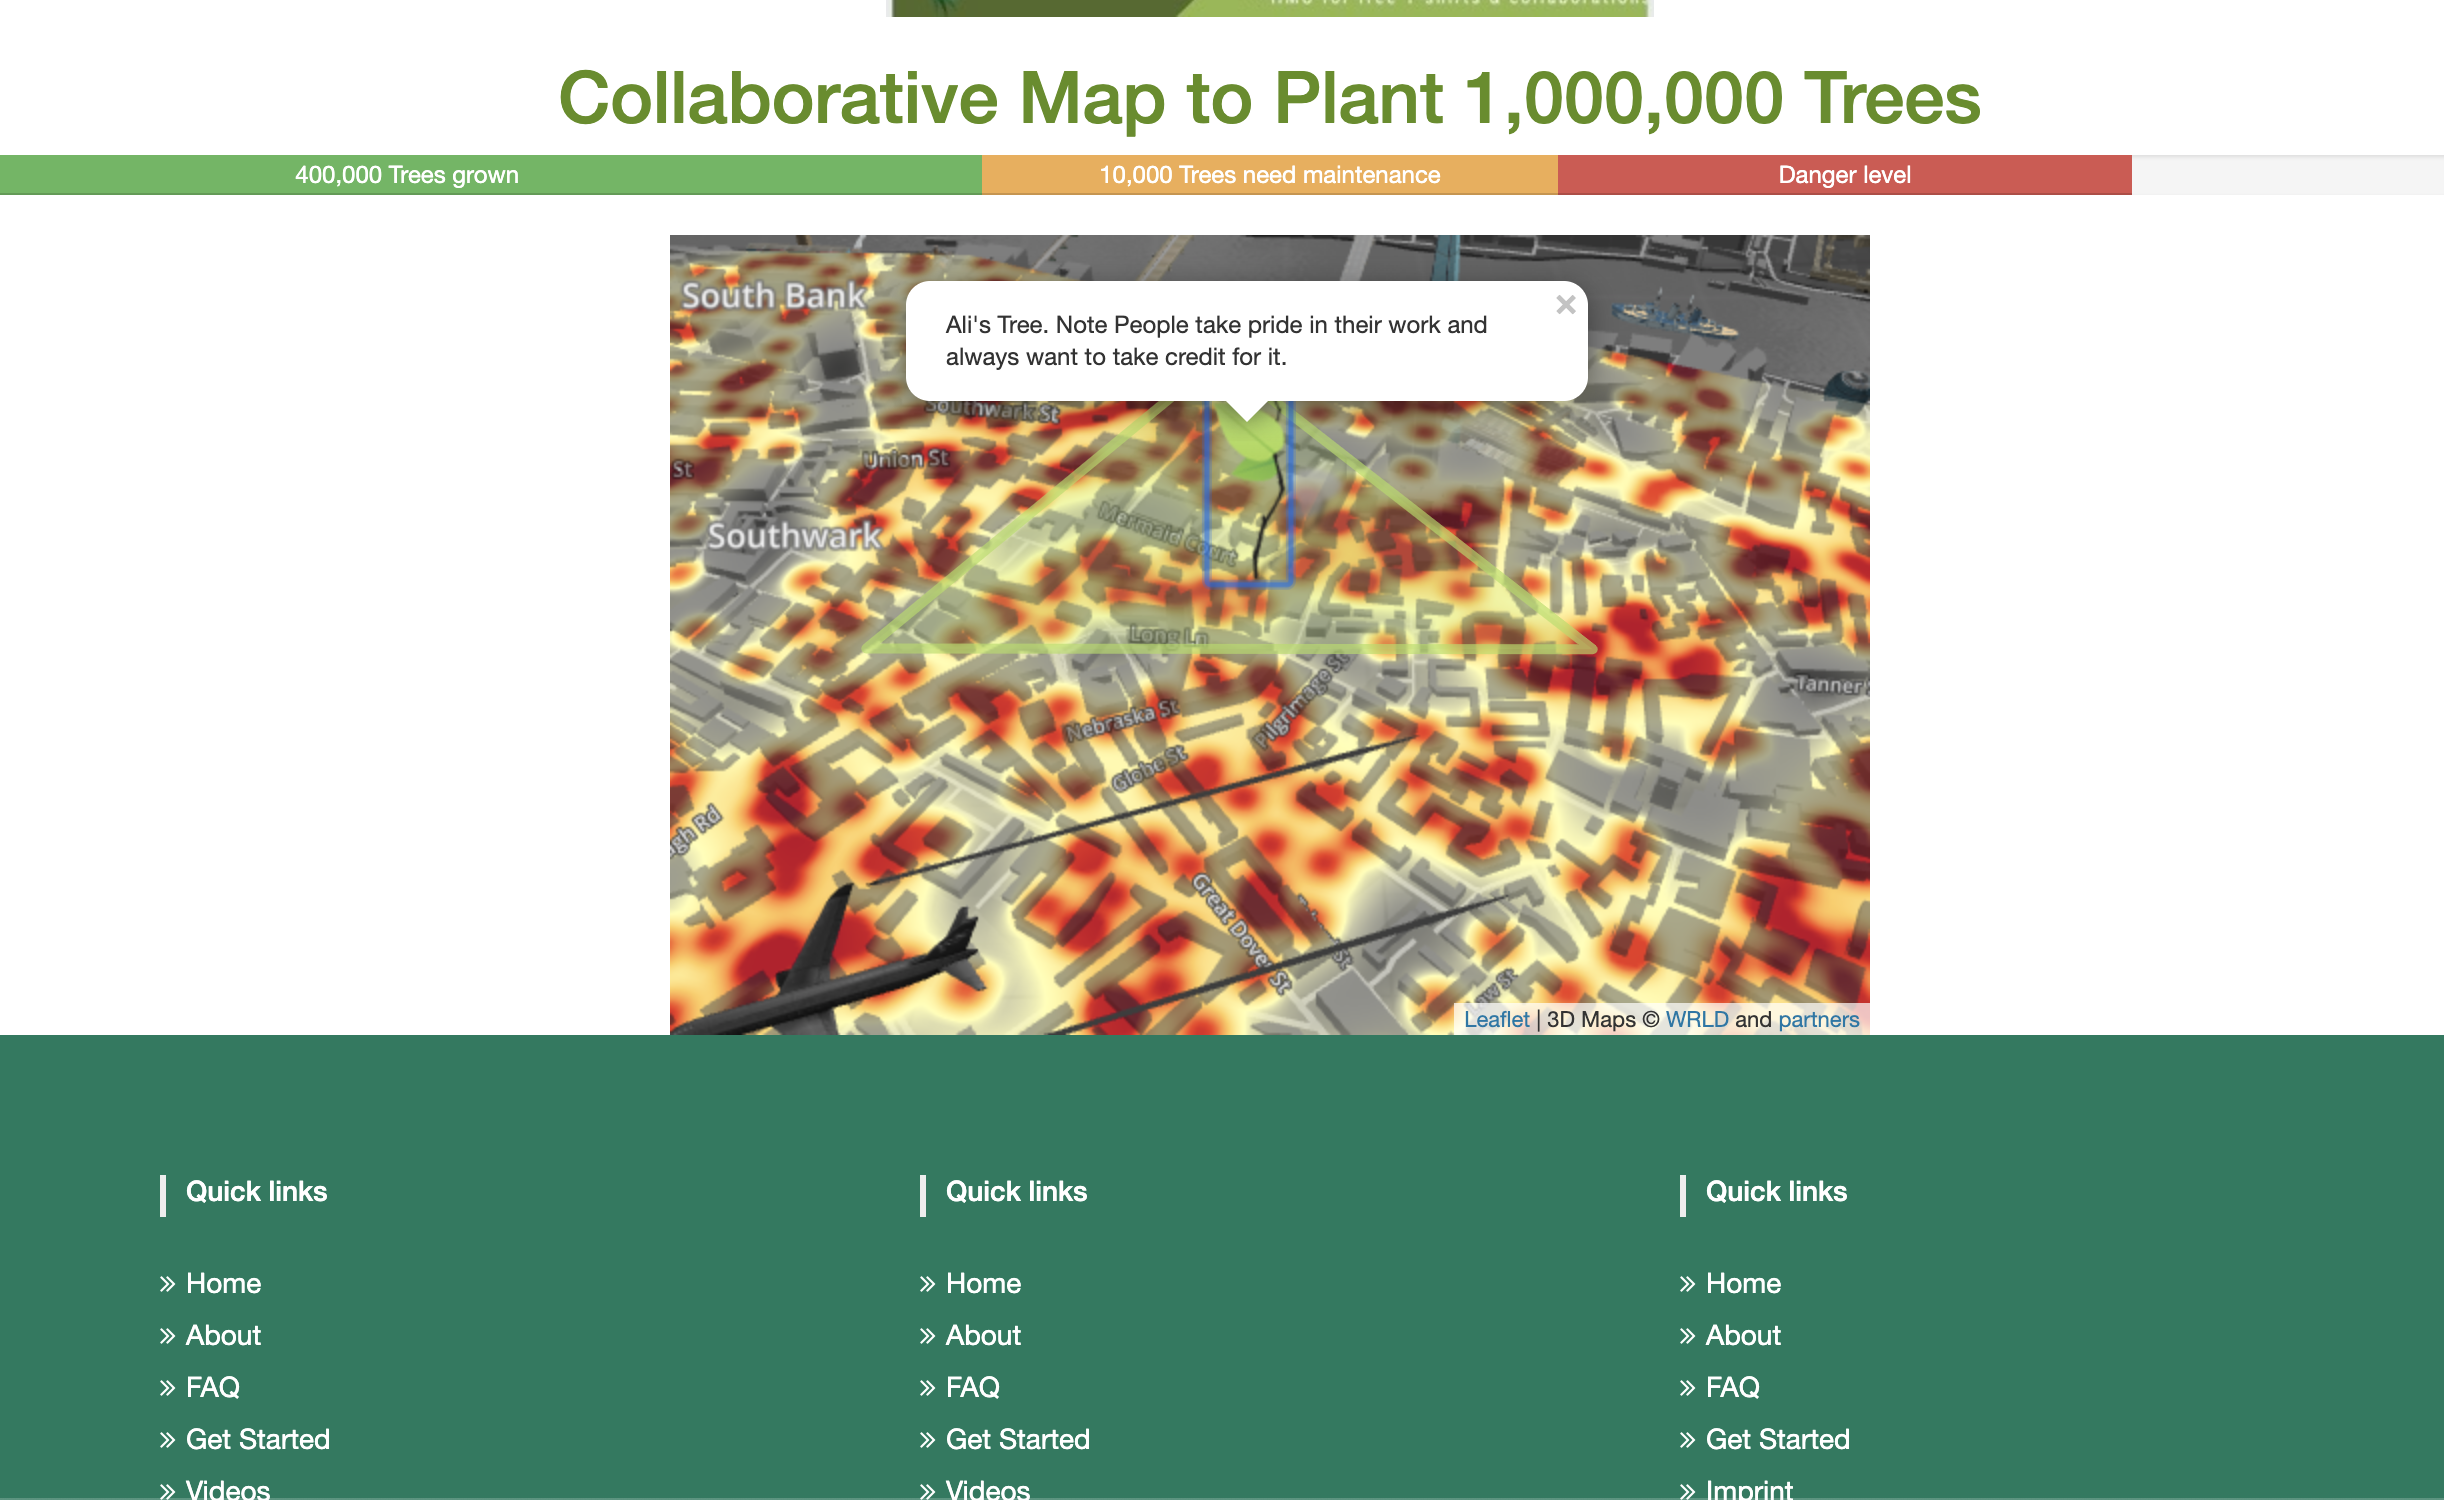 Collaborative Map to Plant 1,000,000 Trees
400,000 Trees grown
10,000 Trees need maintenance
Danger level
South Bank
Ali's Tree. Note People take pride in their work and
always want to take credit for it.
Southwark St
Union St
St
Mermaid Court
Southwark
Long Ln
Tanner
Nebraska St
Pilgrimage St
Globe St
gh Rd
Great Dover St
Leaflet | 3D Maps © WRLD and partners
Quick links
Home
About
FAQ
Get Started
Videos
Quick links
Home
About
FAQ
Get Started
Videos
Quick links
Home
About
FAQ
Get Started
Imprint